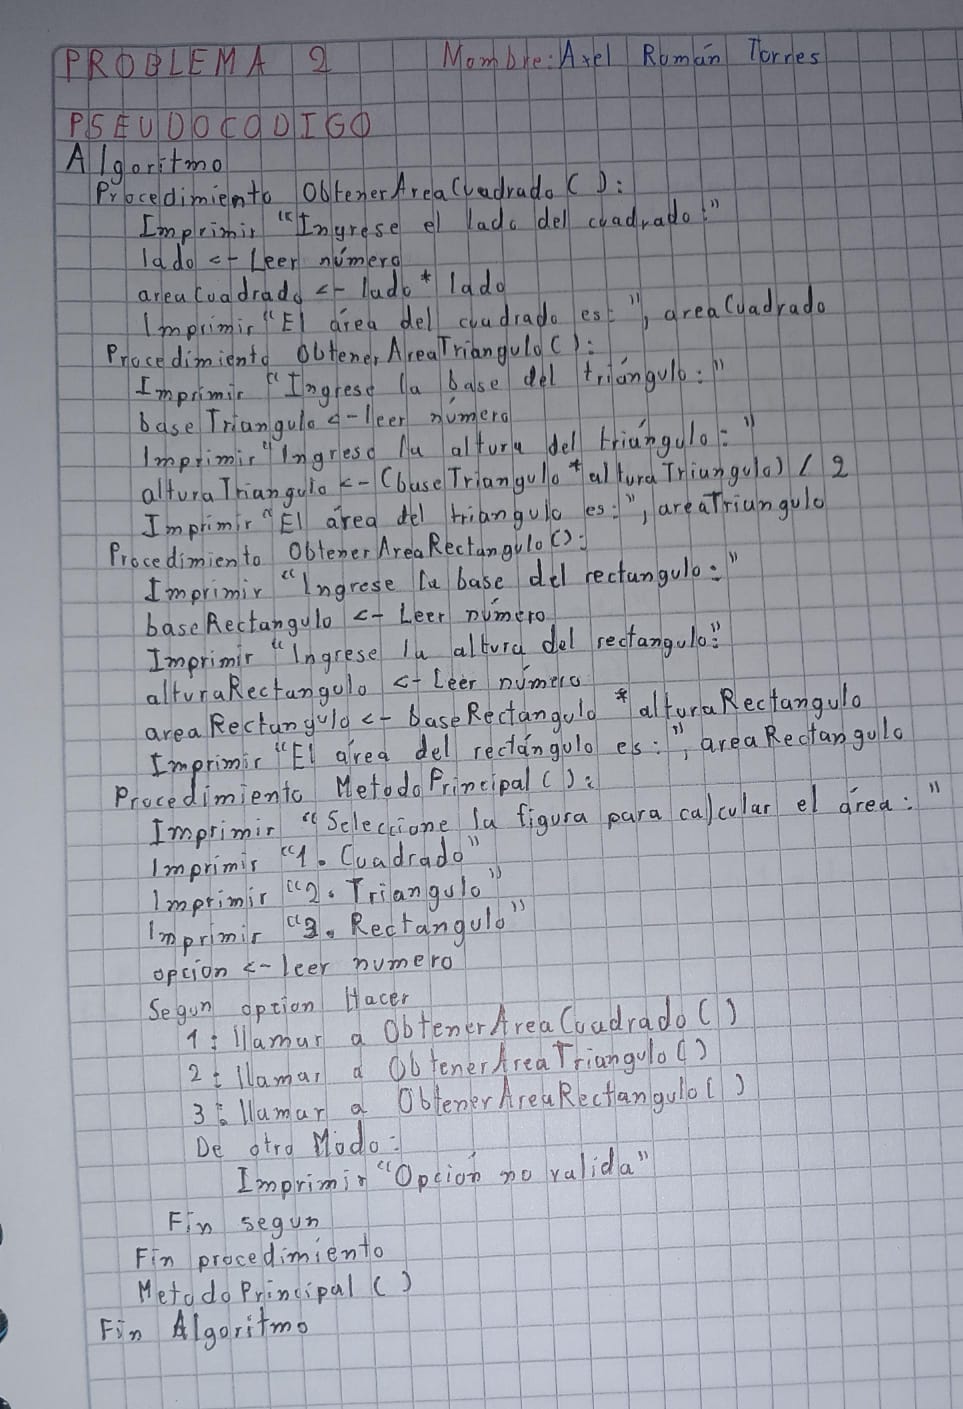 PROBLEMA 2 Nombre: Axel Román Torres
PSEUDOCODIGO
Algoritmo
Procedimiento ObtenerAreaCuadrado ( ):
Imprimir "Ingrese el lado del cuadrado:"
lado <- Leer número
areaCuadrado <- lado * lado
Imprimir "El área del cuadrado es:", areaCuadrado
Procedimiento ObtenerAreaTriangulo( ):
Imprimir "Ingrese la base del triángulo:"
baseTriangulo <- leer número
Imprimir "Ingrese la altura del triángulo:"
alturaTriangulo <- (baseTriangulo * alturaTriangulo) / 2
Imprimir "El área del triangulo es:", areaTriangulo
Procedimiento ObtenerAreaRectangulo():
Imprimir "Ingrese la base del rectangulo:"
baseRectangulo <- Leer número
Imprimir "Ingrese la altura del rectangulo:"
alturaRectangulo <- Leer número
areaRectangulo <- baseRectangulo * alturaRectangulo
Imprimir "El área del rectángulo es:", areaRectangulo
Procedimiento MetodoPrincipal ( ):
Imprimir "Seleccione la figura para calcular el área:"
Imprimir "1. Cuadrado"
Imprimir "2. Triangulo"
Imprimir "3. Rectangulo"
opcion <- leer numero
Segun option Hacer
1: llamar a ObtenerAreaCuadrado ( )
2: llamar a ObtenerAreaTriangulo ( )
3: llamar a ObtenerAreaRectangulo ( )
De otro Modo:
Imprimir "Opción no valida"
Fin segun
Fin procedimiento
MetodoPrincipal ( )
Fin Algoritmo